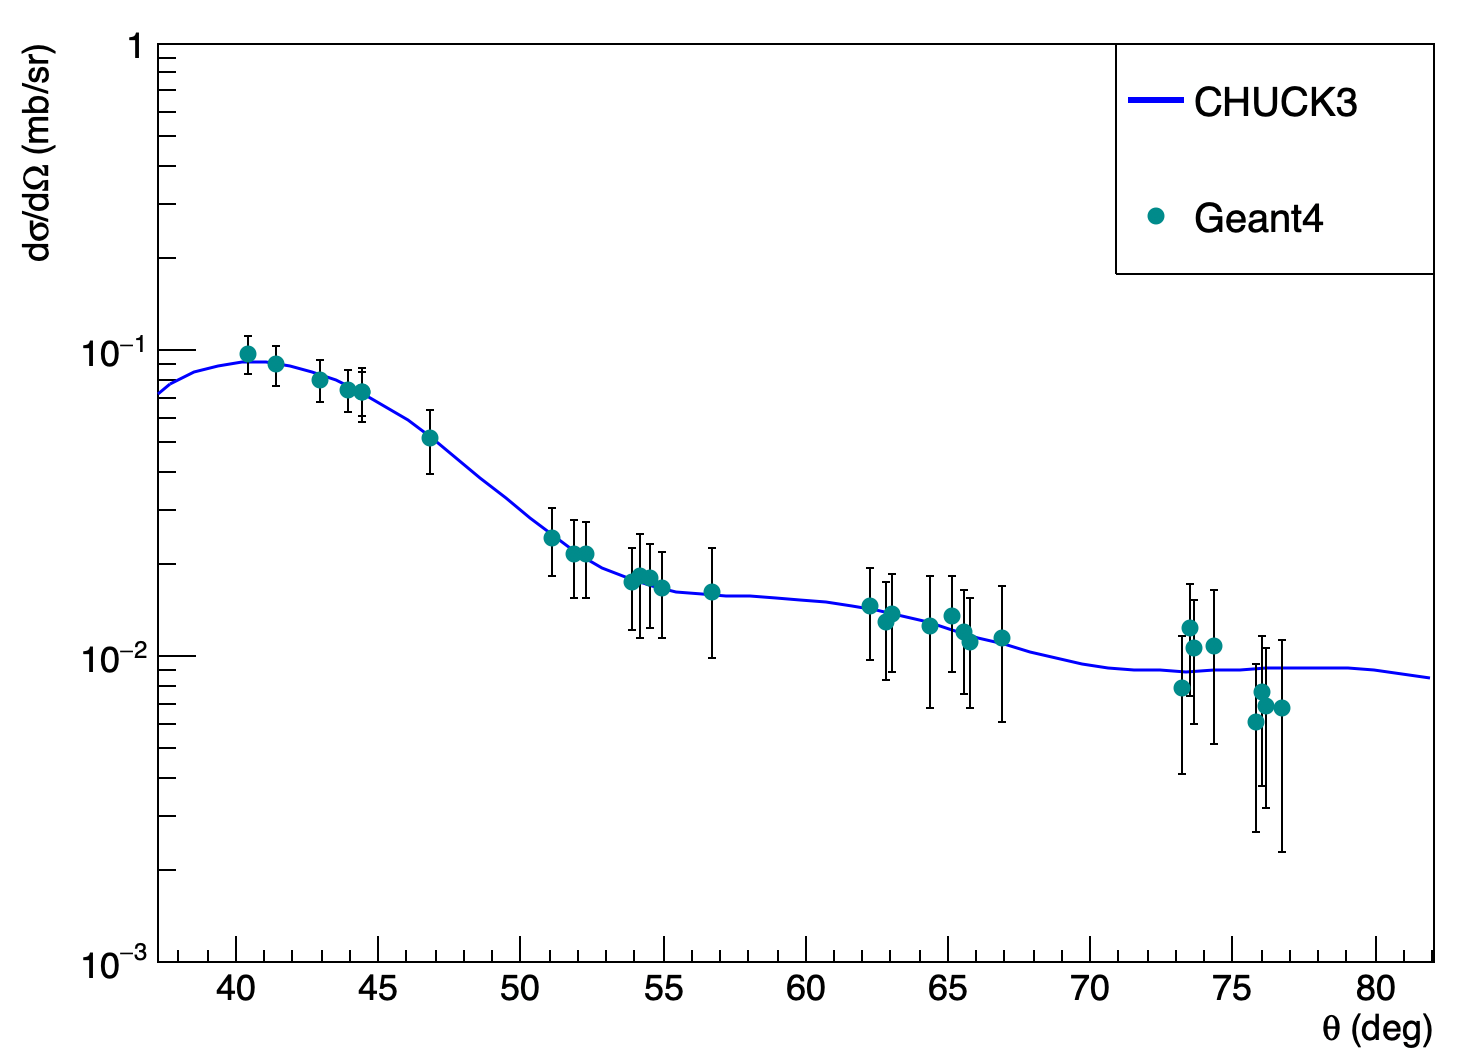 dσ/dΩ (mb/sr)
1
10⁻¹
10⁻²
10⁻³
CHUCK3
Geant4
40 45 50 55 60 65 70 75 80
θ (deg)